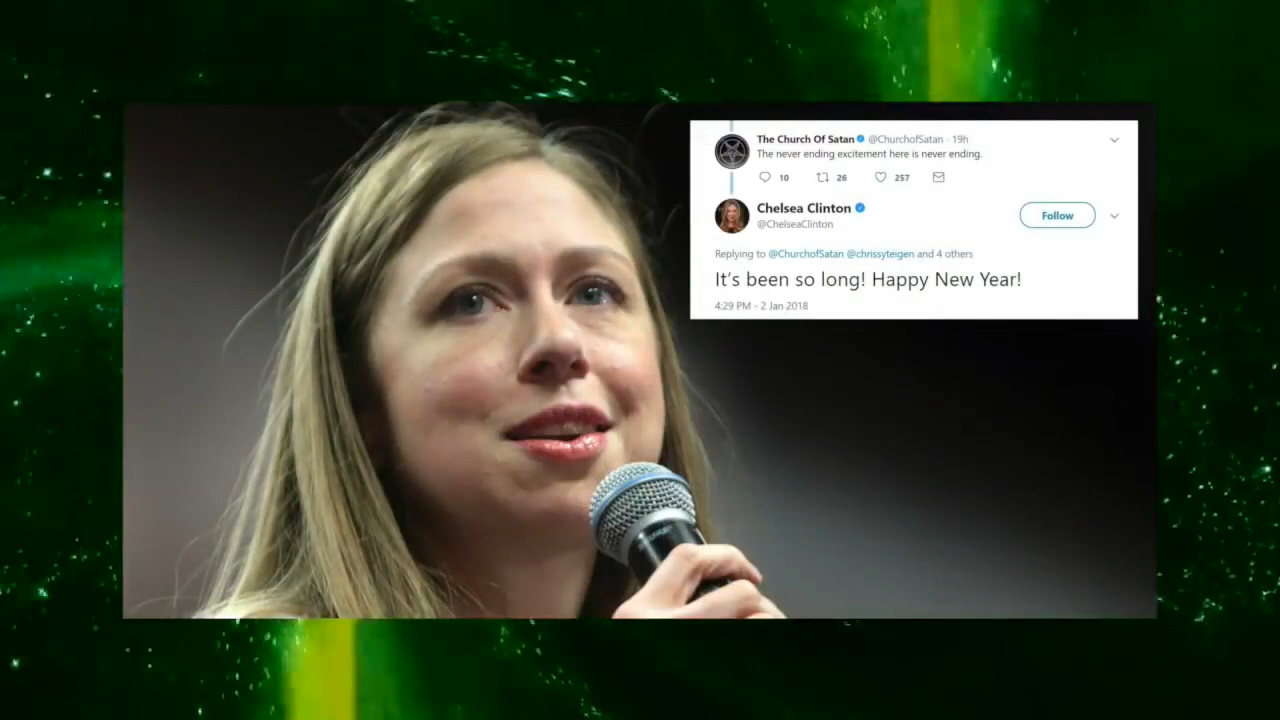 The Church Of Satan @ChurchofSatan · 19h
The never ending excitement here is never ending.
10 26 257
Chelsea Clinton
@ChelseaClinton
Follow
Replying to @ChurchofSatan @chrissyteigen and 4 others
It's been so long! Happy New Year!
4:29 PM - 2 Jan 2018